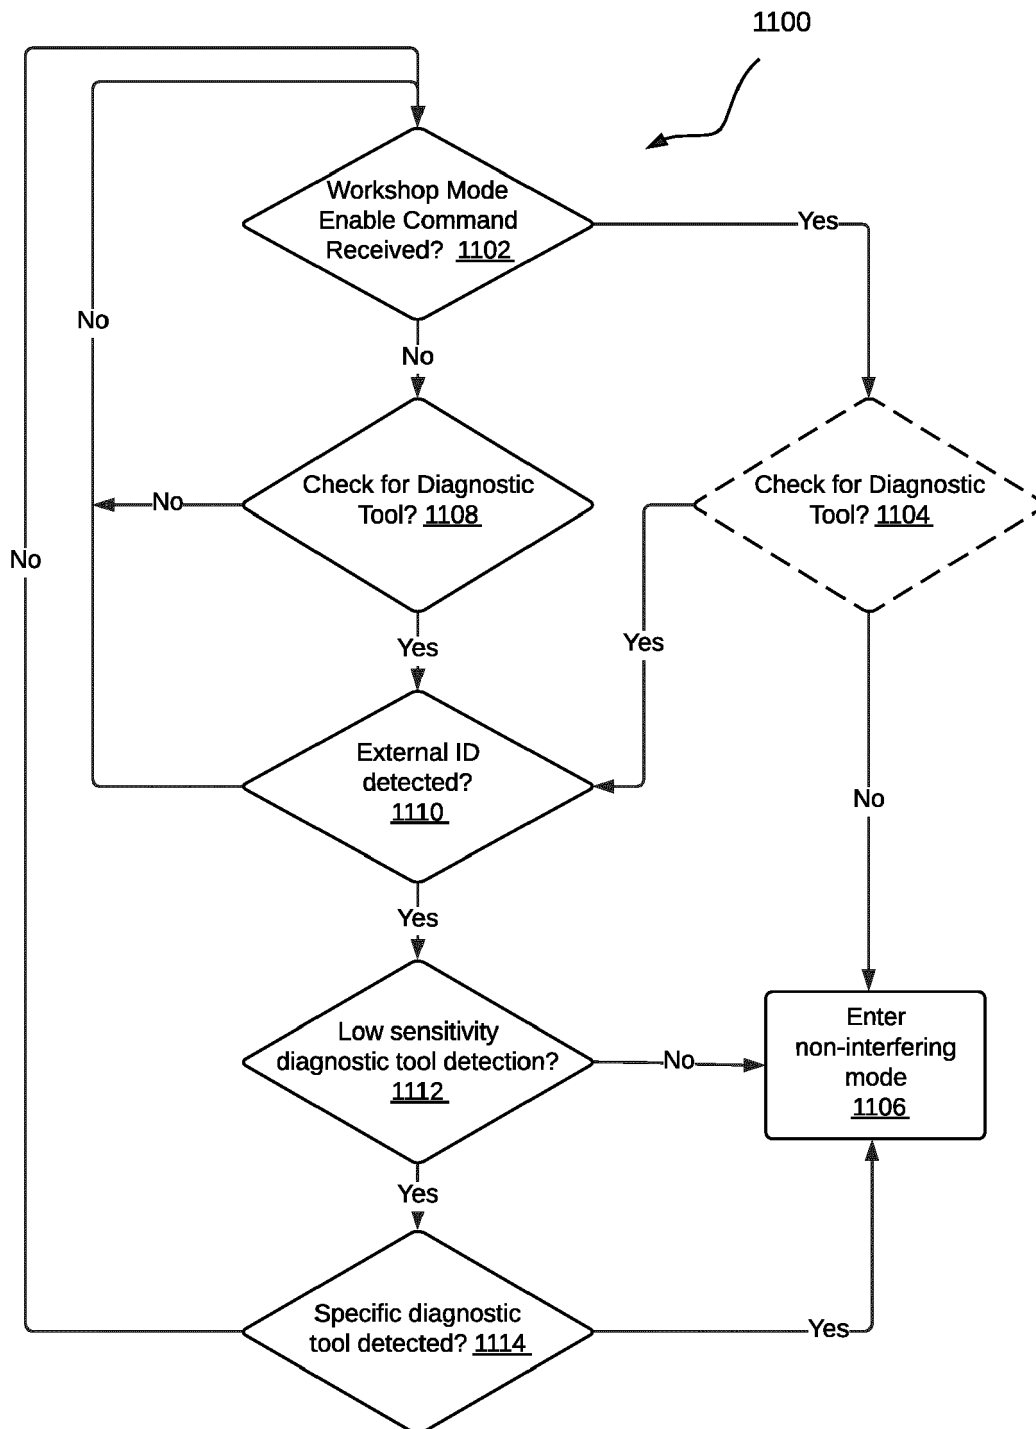 1100
Workshop Mode
Enable Command
Received? 1102
Yes
No
No
Check for Diagnostic
Tool? 1108
Check for Diagnostic
Tool? 1104
No
No
Yes
Yes
External ID
detected?
1110
No
Yes
Low sensitivity
diagnostic tool detection?
1112
No
Enter
non-interfering
mode
1106
Yes
Specific diagnostic
tool detected? 1114
Yes